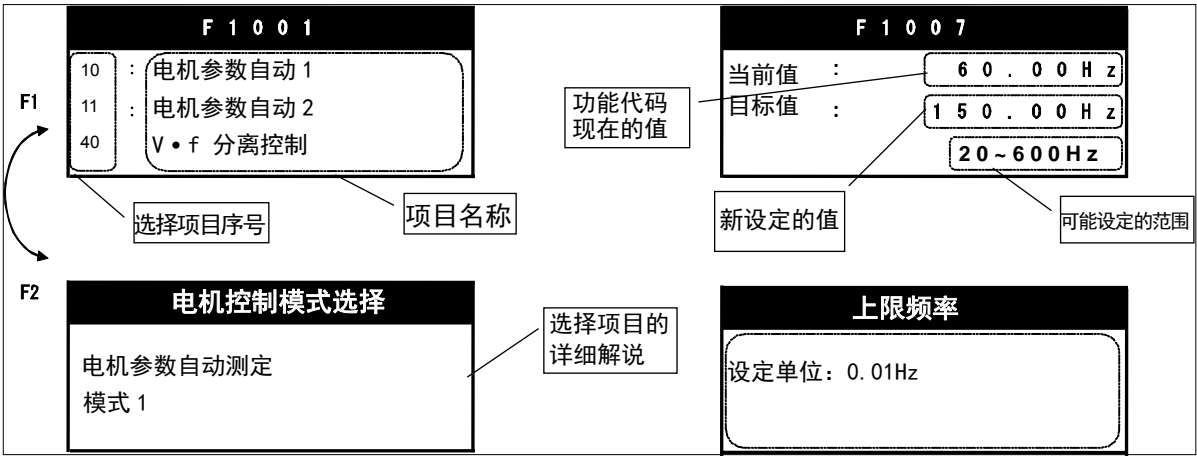 F1001
10 : 电机参数自动1
11 : 电机参数自动2
40 V•f 分离控制
选择项目序号
项目名称
F1
F2
F1007
当前值 : 60.00Hz
目标值 : 150.00Hz
20~600Hz
功能代码
现在的值
新设定的值
可能设定的范围
电机控制模式选择
电机参数自动测定
模式1
选择项目的
详细解说
上限频率
设定单位：0.01Hz